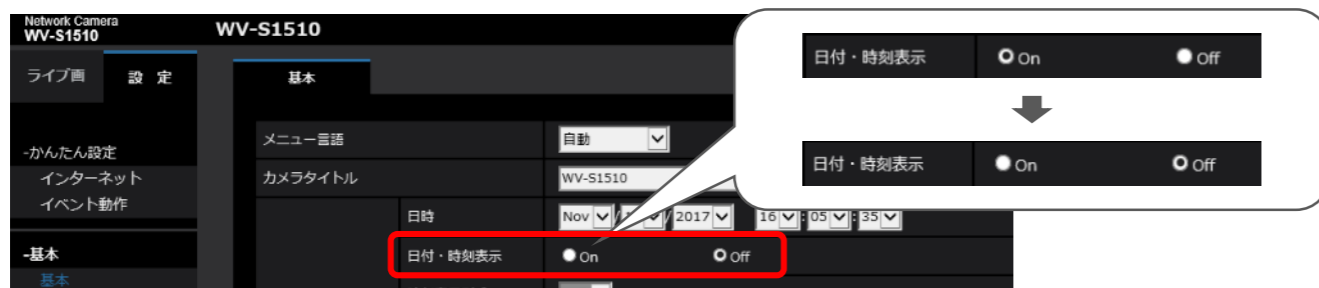 Network Camera
WV-S1510
WV-S1510
ライブ画
設 定
基本
-かんたん設定
インターネット
イベント動作
-基本
基本
メニュー言語
自動
カメラタイトル
WV-S1510
日時
Nov / / 2017 16 : 05 : 35
日付・時刻表示 On Off
日付・時刻表示 On Off
日付・時刻表示 On Off